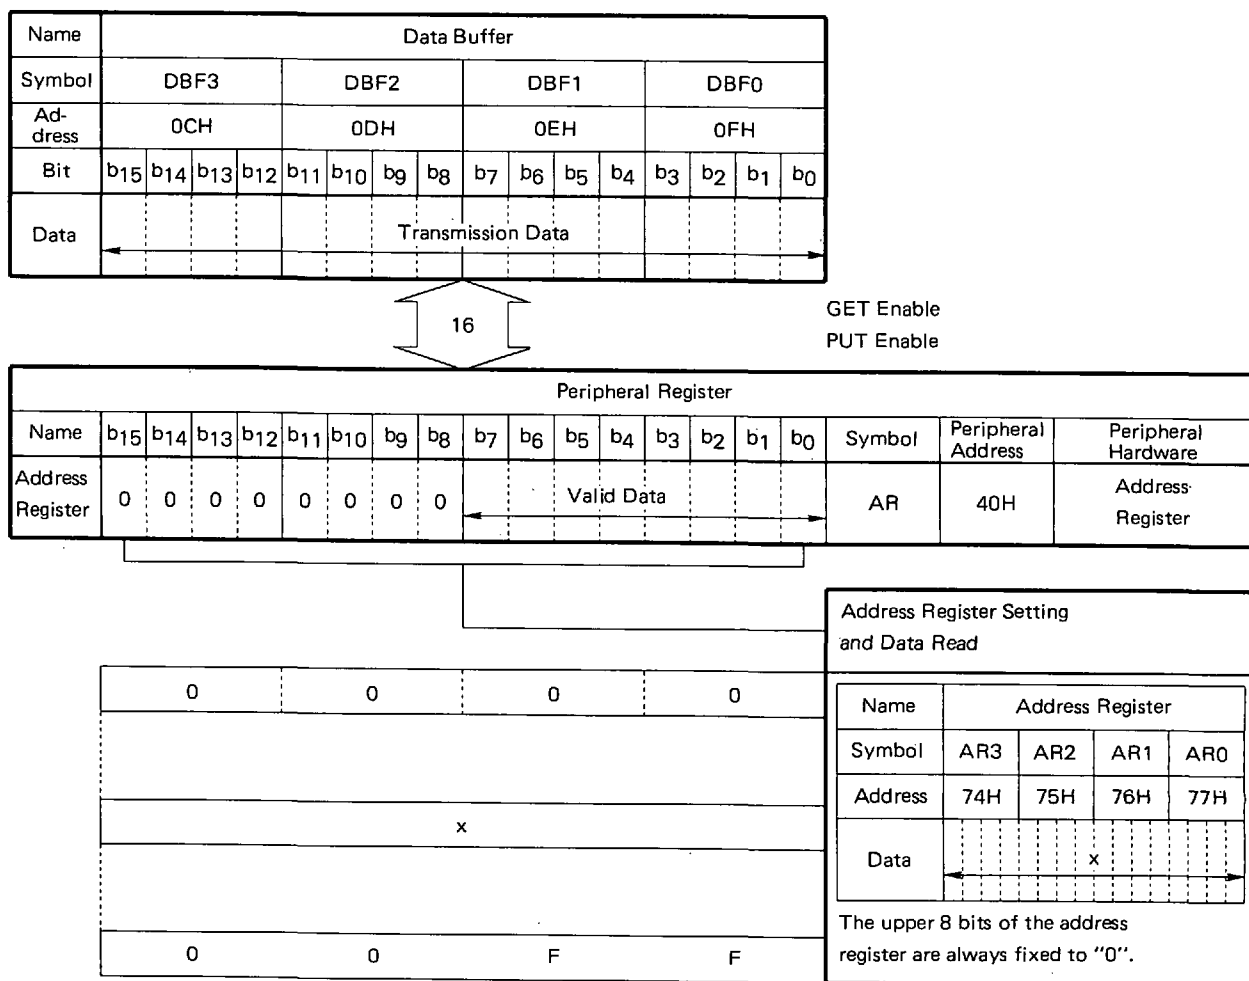 Name Data Buffer
Symbol DBF3 DBF2 DBF1 DBF0
Ad-
dress 0CH 0DH 0EH 0FH
Bit b15 b14 b13 b12 b11 b10 b9 b8 b7 b6 b5 b4 b3 b2 b1 b0
Data Transmission Data
16
GET Enable
PUT Enable
Peripheral Register
Name b15 b14 b13 b12 b11 b10 b9 b8 b7 b6 b5 b4 b3 b2 b1 b0 Symbol Peripheral Address Peripheral Hardware
Address Register 0 0 0 0 0 0 0 0 Valid Data AR 40H Address Register
Address Register Setting
and Data Read
0 0 0 0
x
0 0 F F
Name Address Register
Symbol AR3 AR2 AR1 AR0
Address 74H 75H 76H 77H
Data x
The upper 8 bits of the address
register are always fixed to "0".